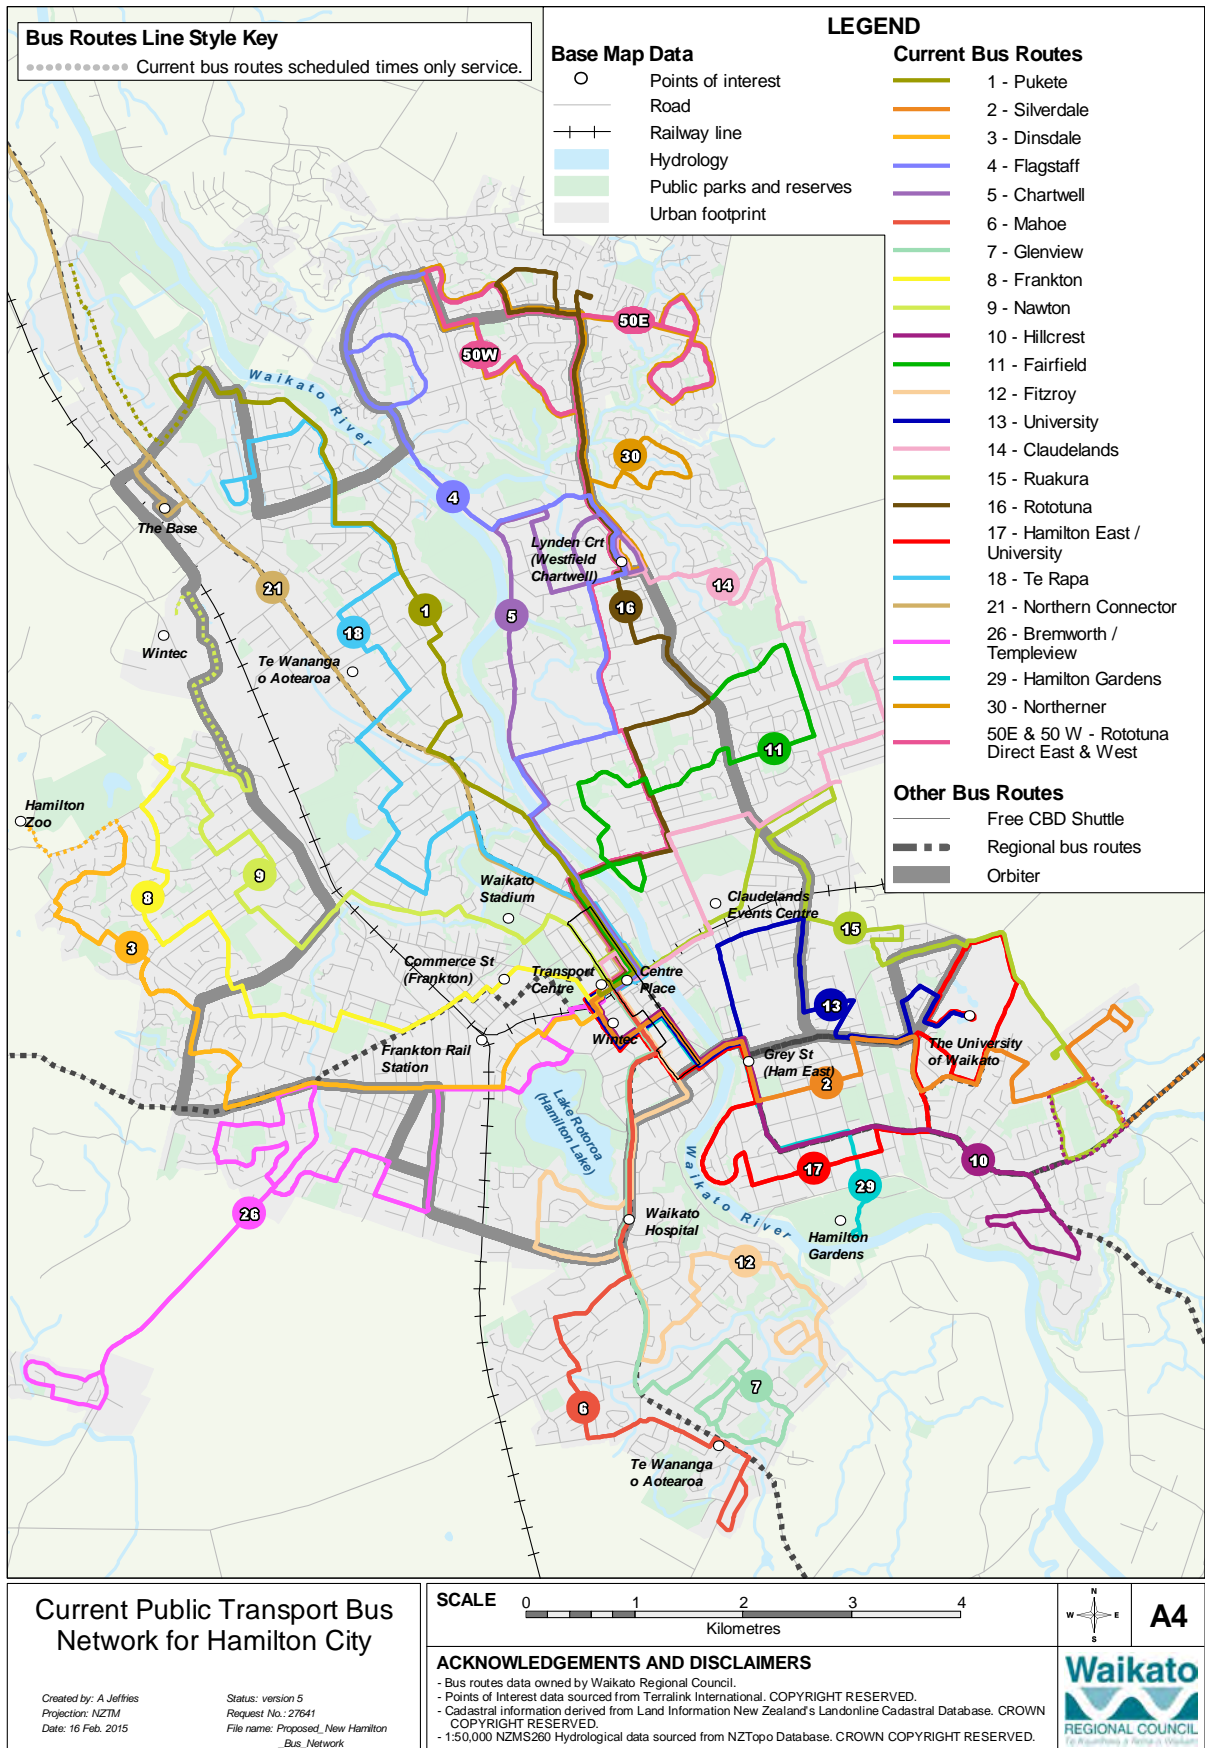 Bus Routes Line Style Key
Current bus routes scheduled times only service.
LEGEND
Base Map Data
Points of interest
Road
Railway line
Hydrology
Public parks and reserves
Urban footprint
Current Bus Routes
1 - Pukete
2 - Silverdale
3 - Dinsdale
4 - Flagstaff
5 - Chartwell
6 - Mahoe
7 - Glenview
8 - Frankton
9 - Nawton
10 - Hillcrest
11 - Fairfield
12 - Fitzroy
13 - University
14 - Claudelands
15 - Ruakura
16 - Rototuna
17 - Hamilton East /
University
18 - Te Rapa
21 - Northern Connector
26 - Bremworth /
Templeview
29 - Hamilton Gardens
30 - Northerner
50E & 50 W - Rototuna
Direct East & West
Other Bus Routes
Free CBD Shuttle
Regional bus routes
Orbiter
50E
50W
Waikato
River
30
4
The Base
Lynden Crt
(Westfield
Chartwell)
14
21
1
5
16
18
Wintec
Te Wananga
o Aotearoa
11
Hamilton
Zoo
9
8
Waikato
Stadium
Claudelands
Events Centre
15
3
Commerce St
(Frankton)
Transport
Centre
Centre
Place
13
Wintec
Frankton Rail
Station
Grey St
(Ham East)
The University
of Waikato
2
Lake Rotoroa
(Hamilton Lake)
Waikato River
17
10
29
26
Waikato
Hospital
Hamilton
Gardens
12
7
6
Te Wananga
o Aotearoa
Current Public Transport Bus
Network for Hamilton City
Created by: A Jeffries
Projection: NZTM
Date: 16 Feb. 2015
Status: version 5
Request No.: 27641
File name: Proposed_New Hamilton
_Bus_Network
SCALE
0 1 2 3 4
Kilometres
ACKNOWLEDGEMENTS AND DISCLAIMERS
- Bus routes data owned by Waikato Regional Council.
- Points of Interest data sourced from Terralink International. COPYRIGHT RESERVED.
- Cadastral information derived from Land Information New Zealand's Landonline Cadastral Database. CROWN
COPYRIGHT RESERVED.
- 1:50,000 NZMS260 Hydrological data sourced from NZTopo Database. CROWN COPYRIGHT RESERVED.
N
W E
S
A4
Waikato
REGIONAL COUNCIL